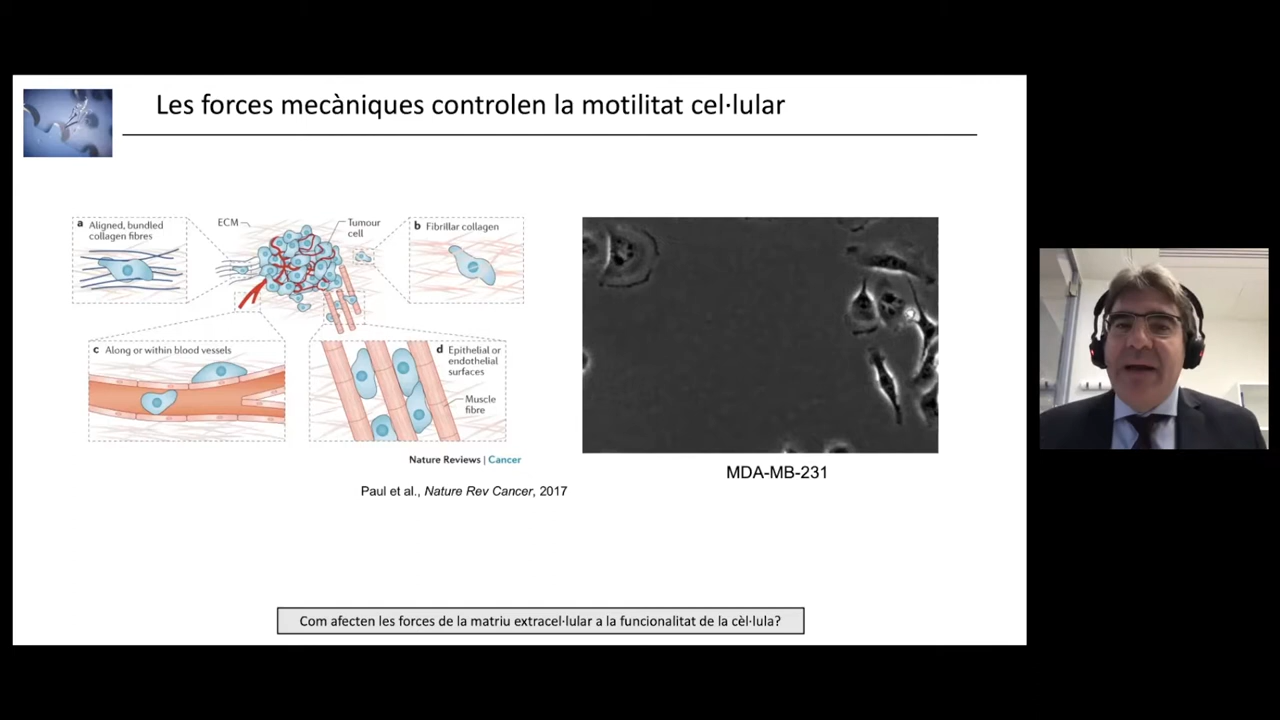 Les forces mecàniques controlen la motilitat cel·lular
a Aligned, bundled
collagen fibres
ECM
Tumour
cell
b Fibrillar collagen
c Along or within blood vessels
d Epithelial or
endothelial
surfaces
Muscle
fibre
Nature Reviews | Cancer
Paul et al., Nature Rev Cancer, 2017
MDA-MB-231
Com afecten les forces de la matriu extracel·lular a la funcionalitat de la cèl·lula?